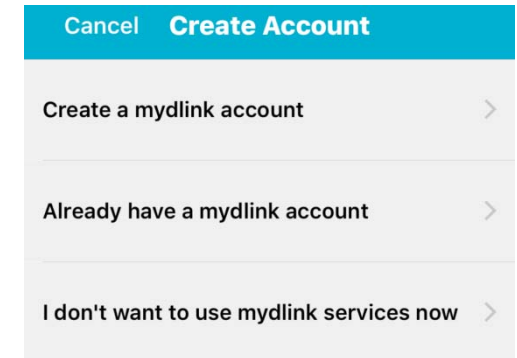 Cancel Create Account
Create a mydlink account
Already have a mydlink account
I don't want to use mydlink services now